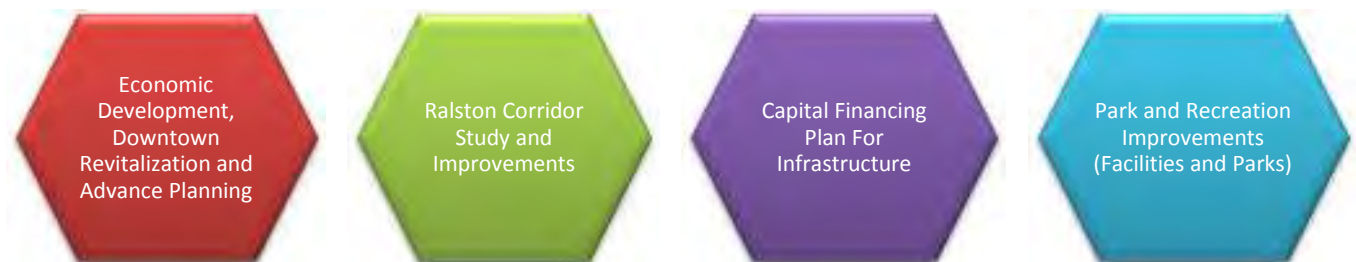 Economic
Development,
Downtown
Revitalization and
Advance Planning
Ralston Corridor
Study and
Improvements
Capital Financing
Plan For
Infrastructure
Park and Recreation
Improvements
(Facilities and Parks)